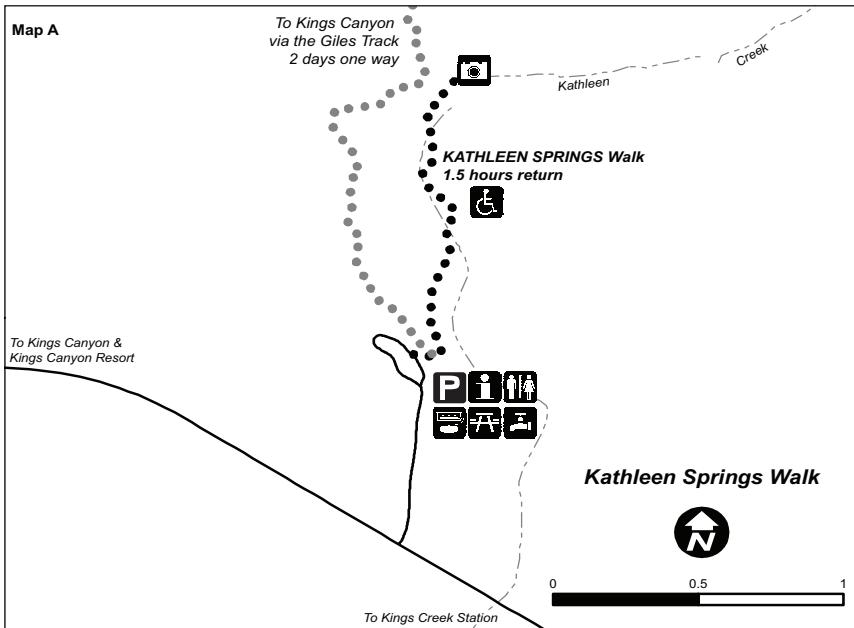 Map A
To Kings Canyon
via the Giles Track
2 days one way
Kathleen
Creek
KATHLEEN SPRINGS Walk
1.5 hours return
To Kings Canyon &
Kings Canyon Resort
P
Kathleen Springs Walk
N
0 0.5 1
To Kings Creek Station